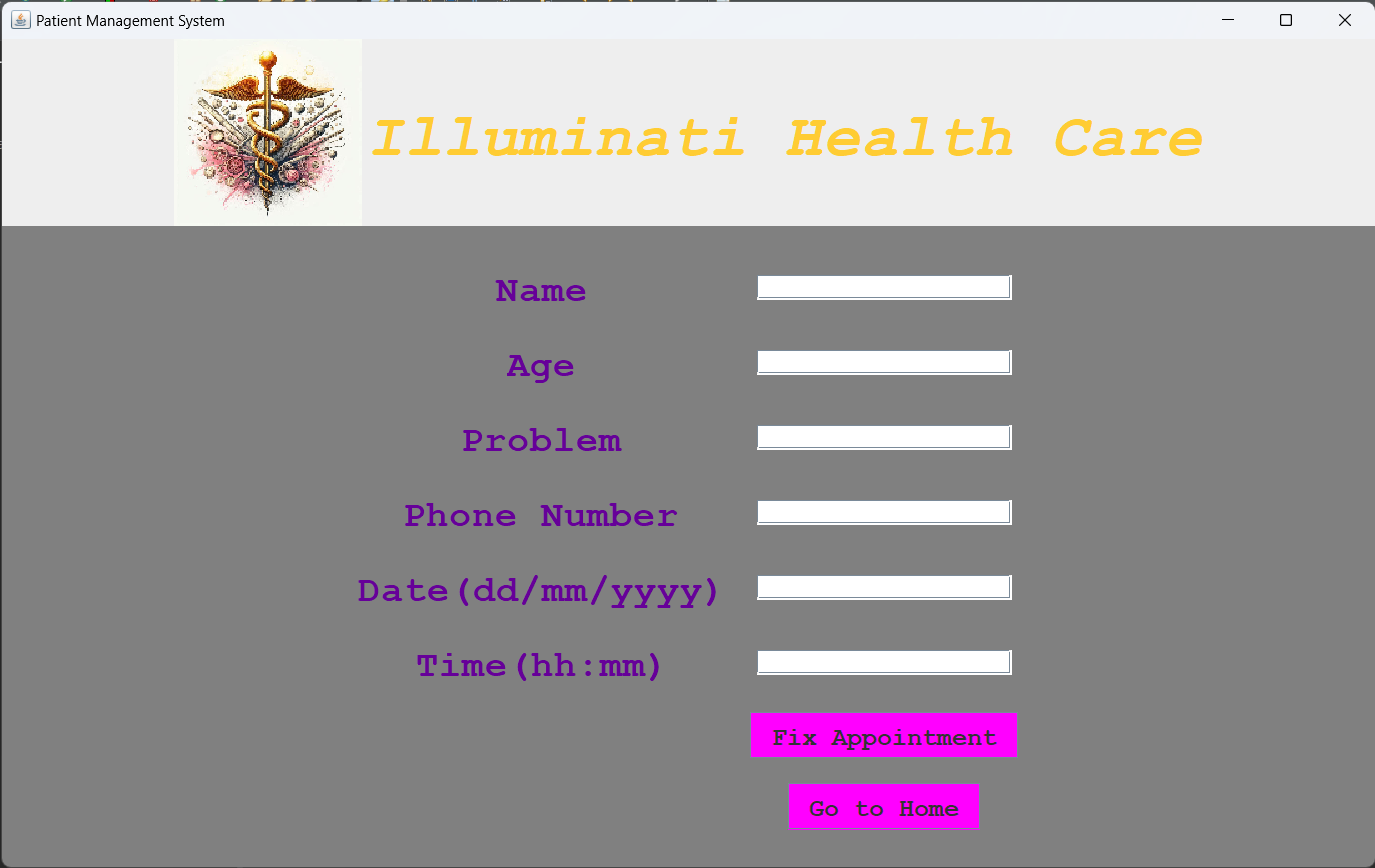 Patient Management System
Illuminati Health Care
Name
Age
Problem
Phone Number
Date(dd/mm/yyyy)
Time(hh:mm)
Fix Appointment
Go to Home